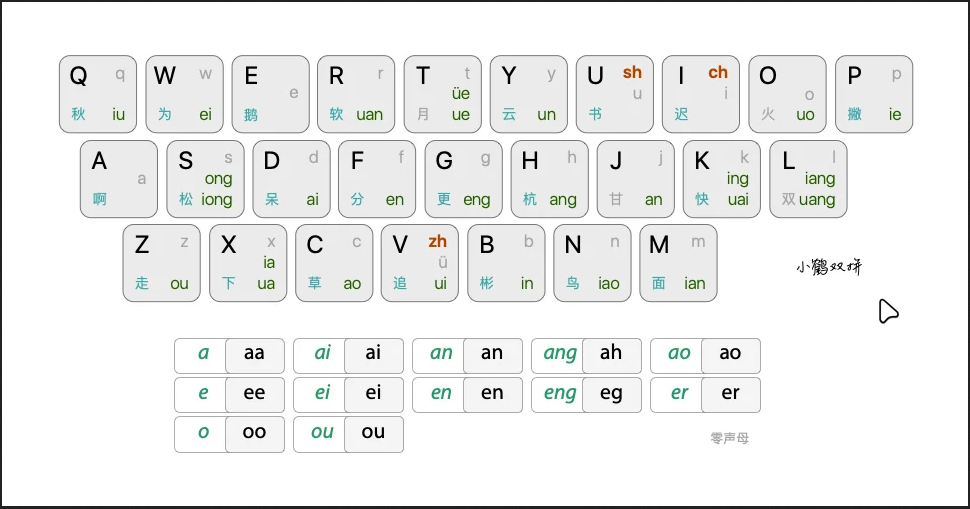 Q q W w E R r T t Y y U sh I ch O P p
üe
e u i o
秋 iu 为 ei 鹅 软 uan 月 ue 云 un 书 迟 火 uo 撇 ie
A S s D d F f G g H h J j K k L l
a ong ing iang
啊 松 iong 呆 ai 分 en 更 eng 杭 ang 甘 an 快 uai 双 uang
Z z X x C c V zh B b N n M m
ia ü
走 ou 下 ua 草 ao 追 ui 彬 in 鸟 iao 面 ian
小鹤双拼
a aa ai ai an an ang ah ao ao
e ee ei ei en en eng eg er er
o oo ou ou
零声母